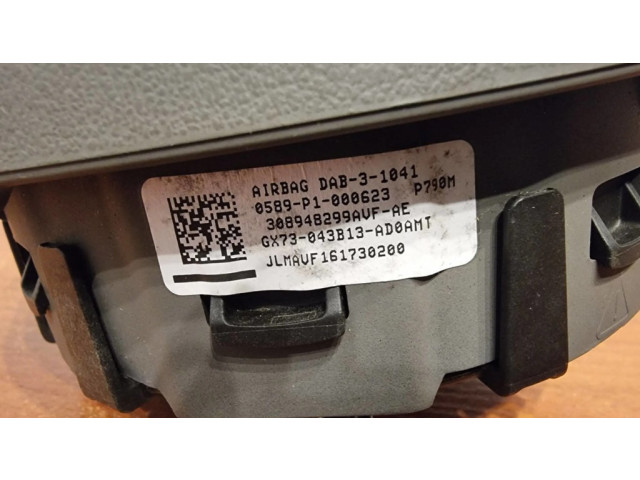 AIRBAG DAB-3-1041
0589-P1-000623 P790M
308948299AVF-AE
GX73-043B13-AD0AMT
JLMAVF161730200